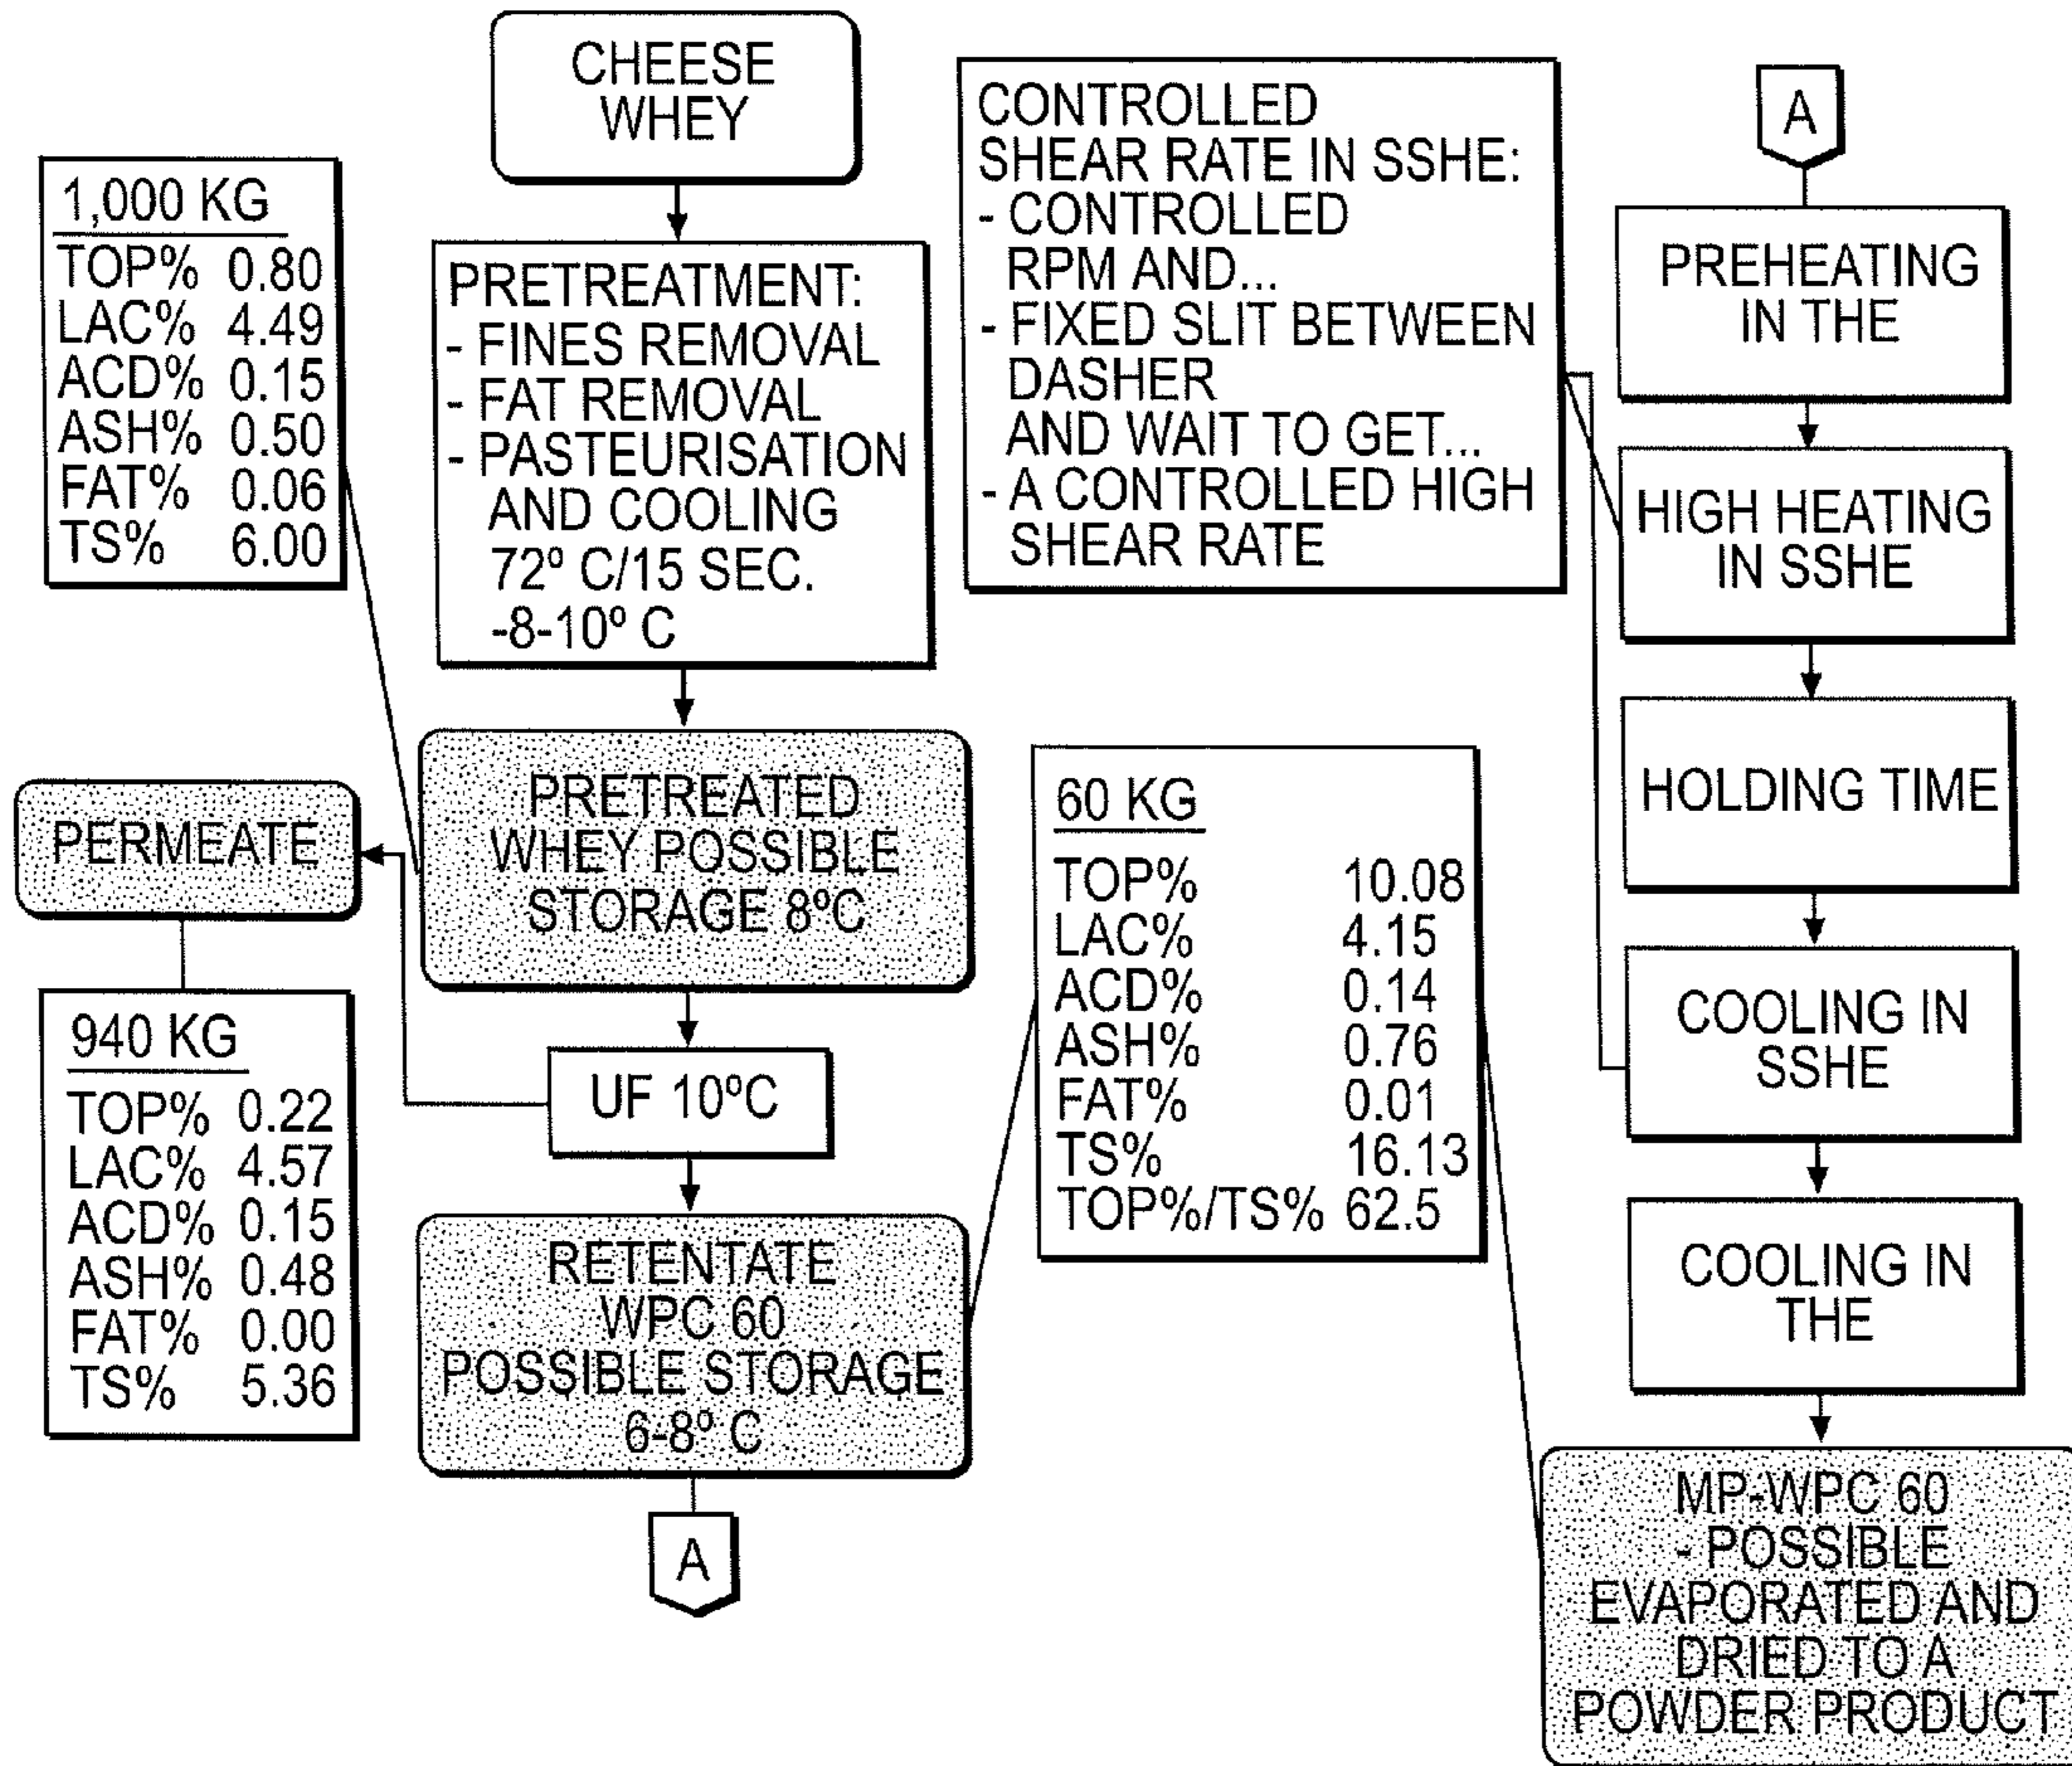 CHEESE
WHEY
1,000 KG
TOP% 0.80
LAC% 4.49
ACD% 0.15
ASH% 0.50
FAT% 0.06
TS% 6.00
PRETREATMENT:
- FINES REMOVAL
- FAT REMOVAL
- PASTEURISATION
AND COOLING
72º C/15 SEC.
-8-10º C
PRETREATED
WHEY POSSIBLE
STORAGE 8ºC
PERMEATE
940 KG
TOP% 0.22
LAC% 4.57
ACD% 0.15
ASH% 0.48
FAT% 0.00
TS% 5.36
UF 10ºC
RETENTATE
WPC 60
POSSIBLE STORAGE
6-8º C
A
60 KG
TOP% 10.08
LAC% 4.15
ACD% 0.14
ASH% 0.76
FAT% 0.01
TS% 16.13
TOP%/TS% 62.5
CONTROLLED
SHEAR RATE IN SSHE:
- CONTROLLED
RPM AND...
- FIXED SLIT BETWEEN
DASHER
AND WAIT TO GET...
- A CONTROLLED HIGH
SHEAR RATE
A
PREHEATING
IN THE
HIGH HEATING
IN SSHE
HOLDING TIME
COOLING IN
SSHE
COOLING IN
THE
MP-WPC 60
- POSSIBLE
EVAPORATED AND
DRIED TO A
POWDER PRODUCT